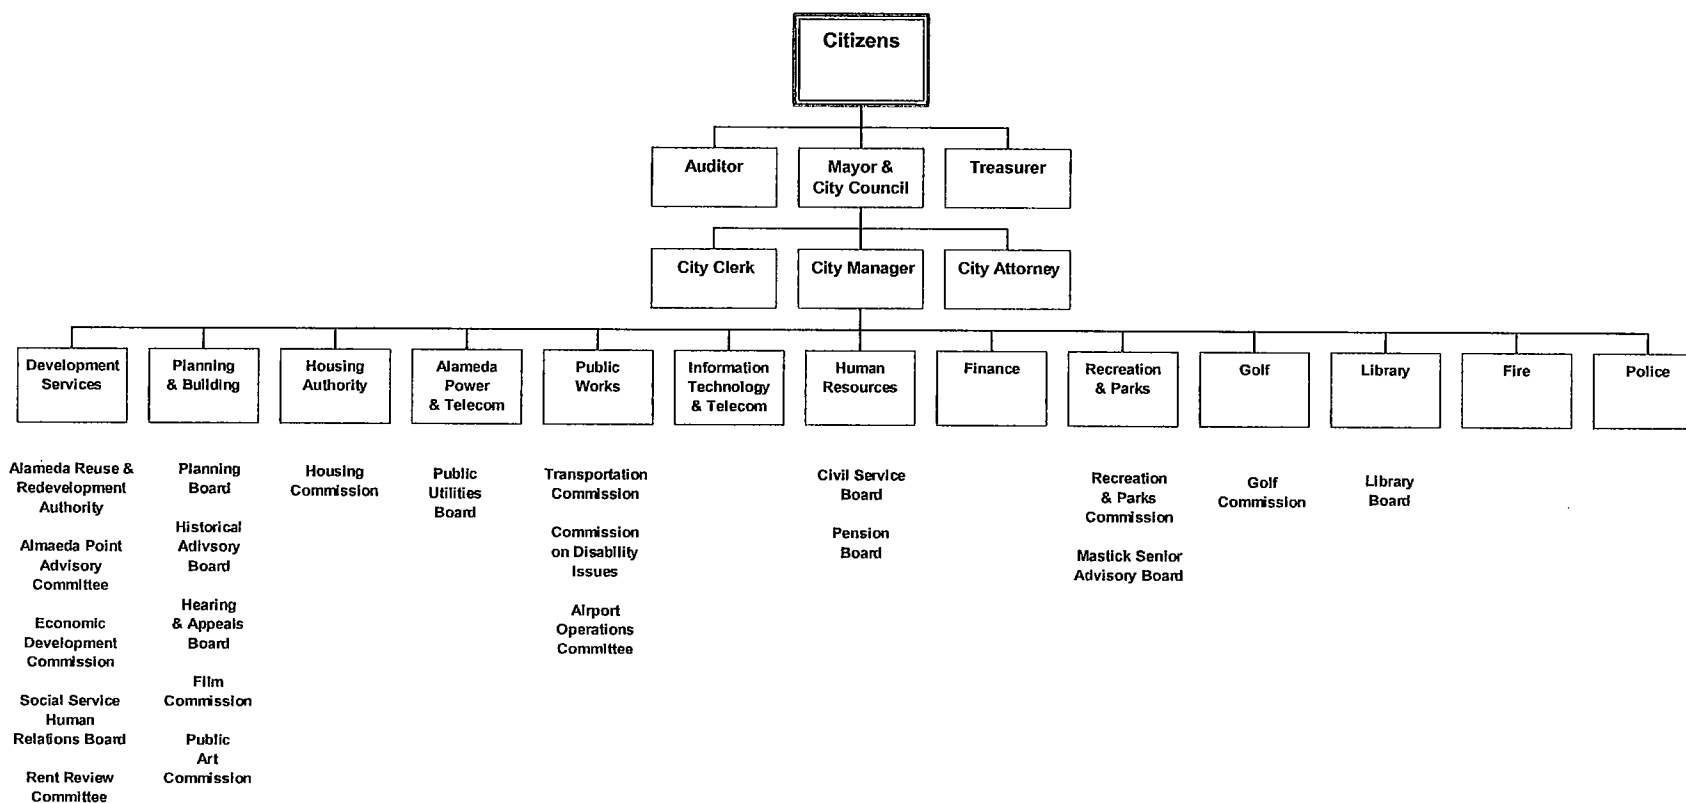 Citizens
Auditor
Mayor &
City Council
Treasurer
City Clerk
City Manager
City Attorney
Development
Services
Planning
& Building
Housing
Authority
Alameda
Power
& Telecom
Public
Works
Information
Technology
& Telecom
Human
Resources
Finance
Recreation
& Parks
Golf
Library
Fire
Police
Alameda Reuse &
Redevelopment
Authority
Almaeda Point
Advisory
Committee
Economic
Development
Commission
Social Service
Human
Relations Board
Rent Review
Committee
Planning
Board
Historical
Adivsory
Board
Hearing
& Appeals
Board
Film
Commission
Public
Art
Commission
Housing
Commission
Public
Utilities
Board
Transportation
Commission
Commission
on Disability
Issues
Airport
Operations
Committee
Civil Service
Board
Pension
Board
Recreation
& Parks
Commission
Mastick Senior
Advisory Board
Golf
Commission
Library
Board